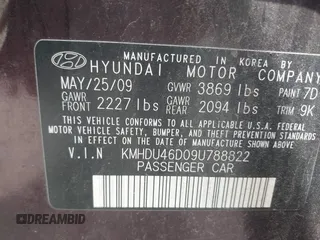 MANUFACTURED IN KOREA BY
HYUNDAI MOTOR COMPANY
MAY/25/09 GVWR 3869 lbs PAINT 7D
GAWR FRONT 2227 lbs GAWR REAR 2094 lbs TRIM 9K
THIS VEHICLE CONFORMS TO ALL APPLICABLE
FEDERAL MOTOR VEHICLE SAFETY, BUMPER
AND THEFT PREVENTION STANDARDS IN EFFECT
ON THE DATE OF MANUFACTURE SHOWN ABOVE.
V.I.N KMHDU46D09U788822
PASSENGER CAR
DREAMBID